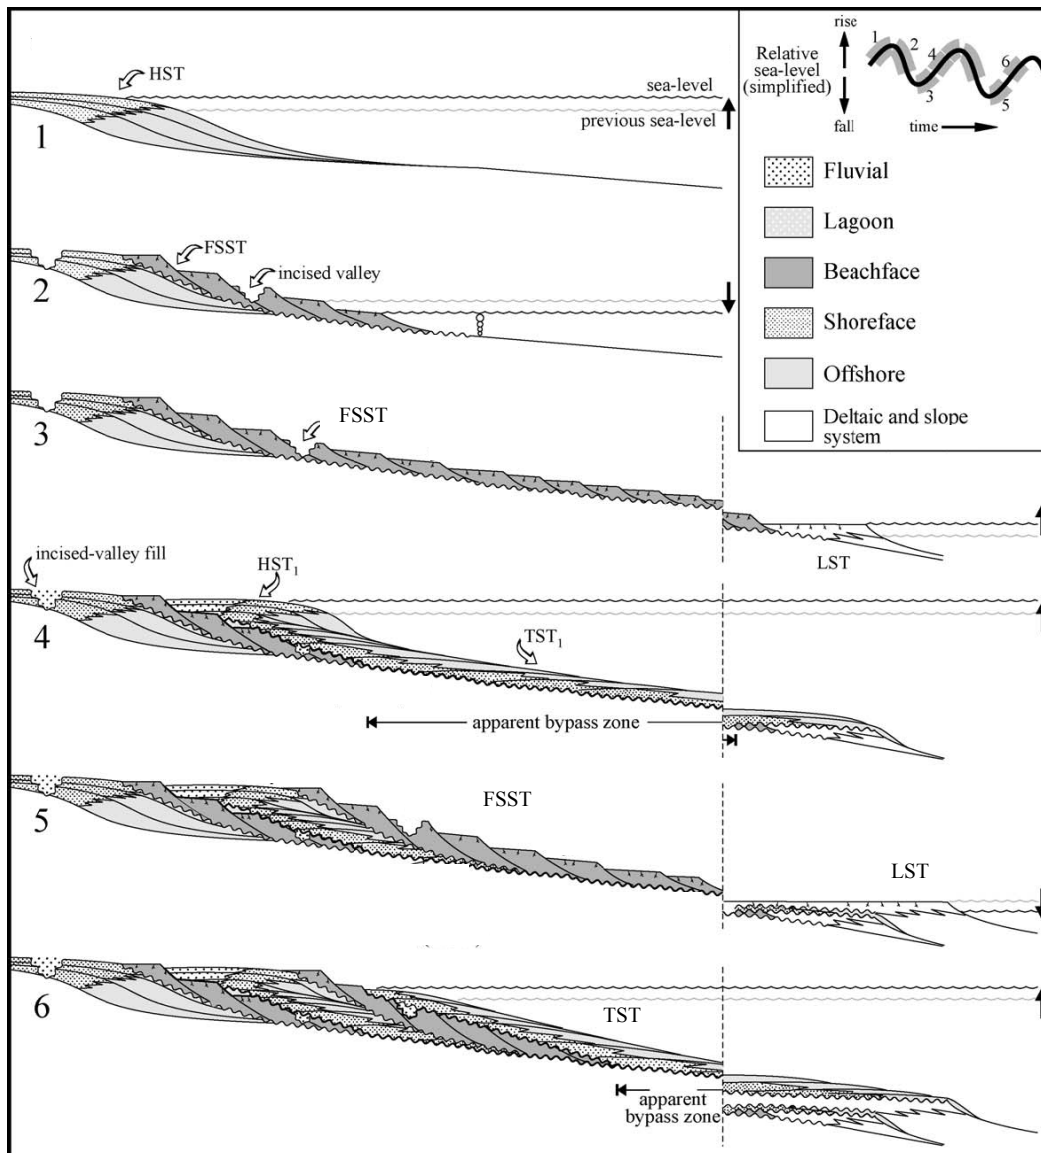 HST
sea-level
previous sea-level
1
rise
Relative
sea-level
(simplified)
fall
time
1
2
4
3
6
5
Fluvial
Lagoon
Beachface
Shoreface
Offshore
Deltaic and slope
system
FSST
incised valley
2
FSST
3
LST
incised-valley fill
HST1
4
TST1
apparent bypass zone
5
FSST
LST
6
TST
apparent
bypass zone